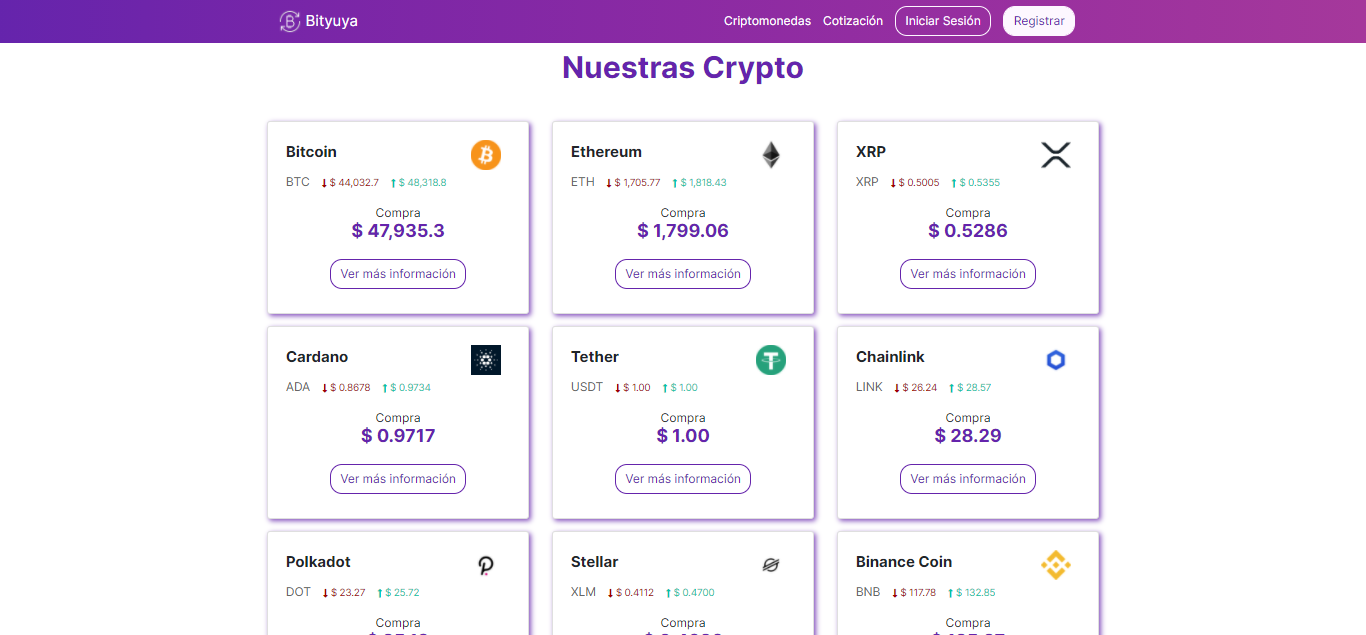 Bityuya
Criptomonedas Cotización Iniciar Sesión Registrar
Nuestras Crypto
Bitcoin
BTC $ 44,032.7 $ 48,318.8
Compra
$ 47,935.3
Ver más información
Ethereum
ETH $ 1,705.77 $ 1,818.43
Compra
$ 1,799.06
Ver más información
XRP
XRP $ 0.5005 $ 0.5355
Compra
$ 0.5286
Ver más información
Cardano
ADA $ 0.8678 $ 0.9734
Compra
$ 0.9717
Ver más información
Tether
USDT $ 1.00 $ 1.00
Compra
$ 1.00
Ver más información
Chainlink
LINK $ 26.24 $ 28.57
Compra
$ 28.29
Ver más información
Polkadot
DOT $ 23.27 $ 25.72
Compra
Stellar
XLM $ 0.4112 $ 0.4700
Compra
Binance Coin
BNB $ 117.78 $ 132.85
Compra